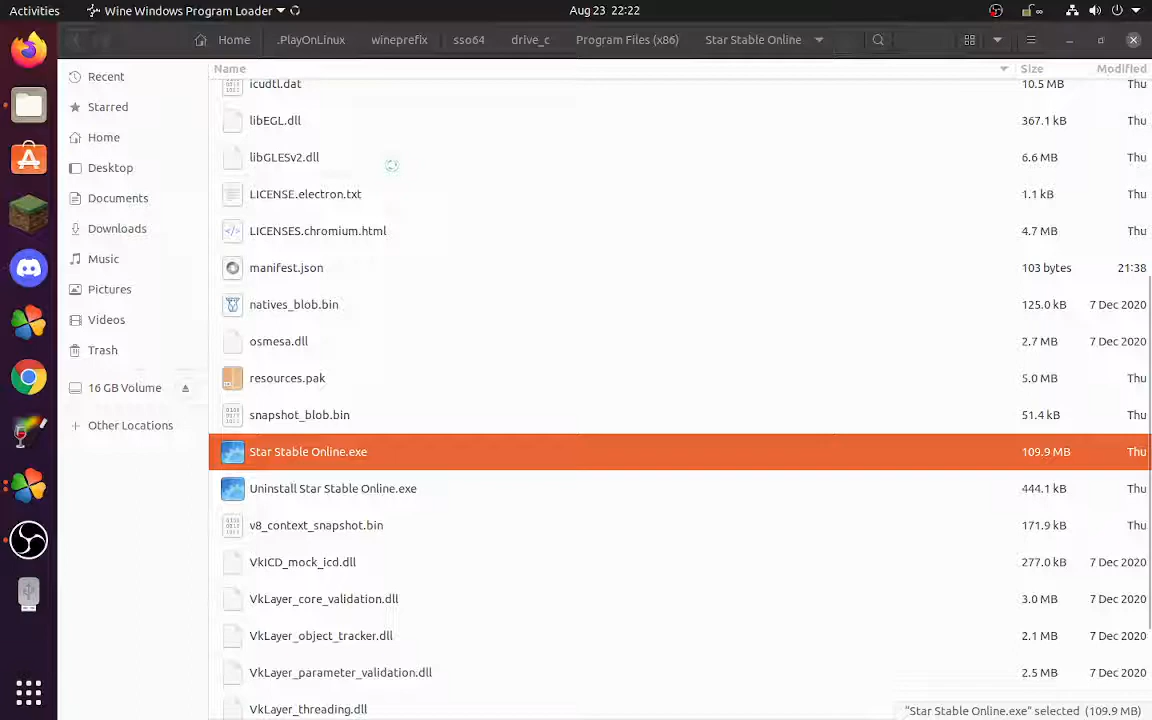 Activities Wine Windows Program Loader Aug 23 22:22
Home .PlayOnLinux wineprefix sso64 drive_c Program Files (x86) Star Stable Online
Recent
Starred
Home
Desktop
Documents
Downloads
Music
Pictures
Videos
Trash
16 GB Volume
Other Locations
Name Size Modified
icudtl.dat 10.5 MB Thu
libEGL.dll 367.1 kB Thu
libGLESv2.dll 6.6 MB Thu
LICENSE.electron.txt 1.1 kB Thu
LICENSES.chromium.html 4.7 MB Thu
manifest.json 103 bytes 21:38
natives_blob.bin 125.0 kB 7 Dec 2020
osmesa.dll 2.7 MB 7 Dec 2020
resources.pak 5.0 MB Thu
snapshot_blob.bin 51.4 kB Thu
Star Stable Online.exe 109.9 MB Thu
Uninstall Star Stable Online.exe 444.1 kB Thu
v8_context_snapshot.bin 171.9 kB Thu
VkICD_mock_icd.dll 277.0 kB 7 Dec 2020
VkLayer_core_validation.dll 3.0 MB 7 Dec 2020
VkLayer_object_tracker.dll 2.1 MB 7 Dec 2020
VkLayer_parameter_validation.dll 2.5 MB 7 Dec 2020
VkLayer_threading.dll
"Star Stable Online.exe" selected (109.9 MB)